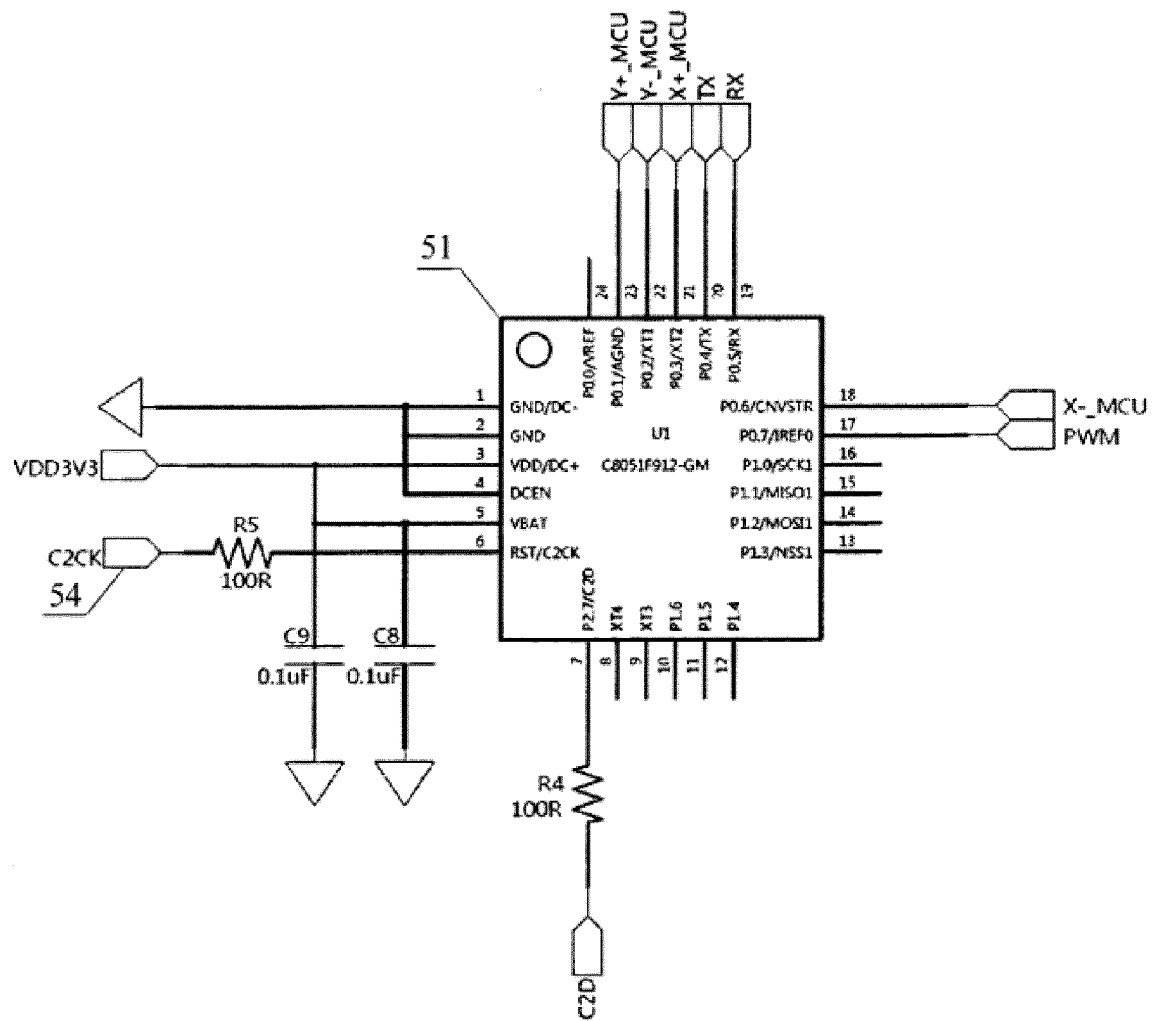 Y+_MCU
Y-_MCU
X+_MCU
TX
RX
51
24
23
22
21
20
19
P0.0/VREF
P0.1/AGND
P0.2/XT1
P0.3/XT2
P0.4/TX
P0.5/RX
1
GND/DC-
P0.6/CNVSTR
18
X-_MCU
2
GND
U1
P0.7/IREF0
17
PWM
VDD3V3
3
VDD/DC+
C8051F912-GM
P1.0/SCK1
16
4
DCEN
P1.1/MISO1
15
5
VBAT
P1.2/MOSI1
14
C2CK
R5
100R
6
RST/C2CK
P1.3/NSS1
13
54
P2.7/C2D
XT4
XT3
P1.6
P1.5
P1.4
C9
0.1uF
C8
0.1uF
7
8
9
10
11
12
R4
100R
C2D